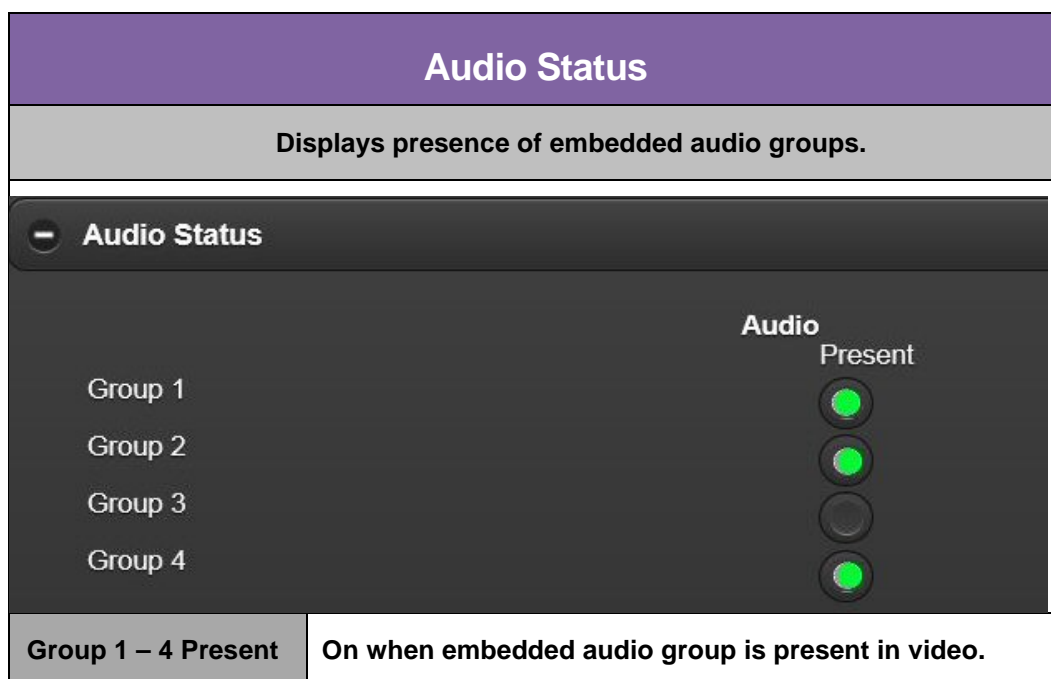 Audio Status
Displays presence of embedded audio groups.
Audio Status
Audio
Present
Group 1
Group 2
Group 3
Group 4
Group 1 – 4 Present On when embedded audio group is present in video.